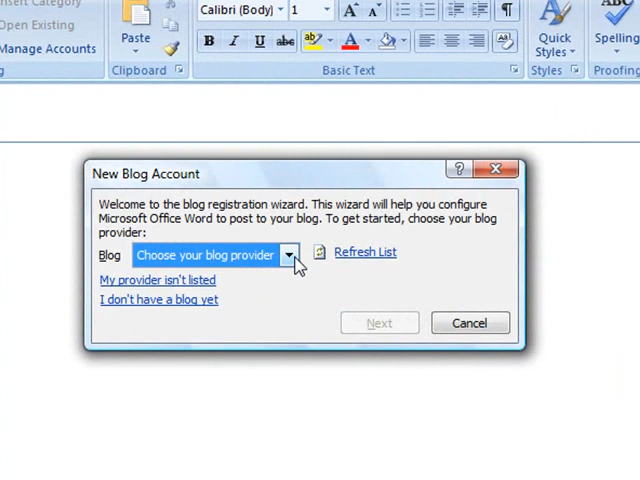 Insert Category
Open Existing
Manage Accounts
Paste
Clipboard
Calibri (Body) 1
A A
B I U abc ab A
Basic Text
Quick
Styles
Styles
ABC
Spelling
Proofing
New Blog Account
Welcome to the blog registration wizard. This wizard will help you configure
Microsoft Office Word to post to your blog. To get started, choose your blog
provider:
Blog Choose your blog provider Refresh List
My provider isn't listed
I don't have a blog yet
Next Cancel